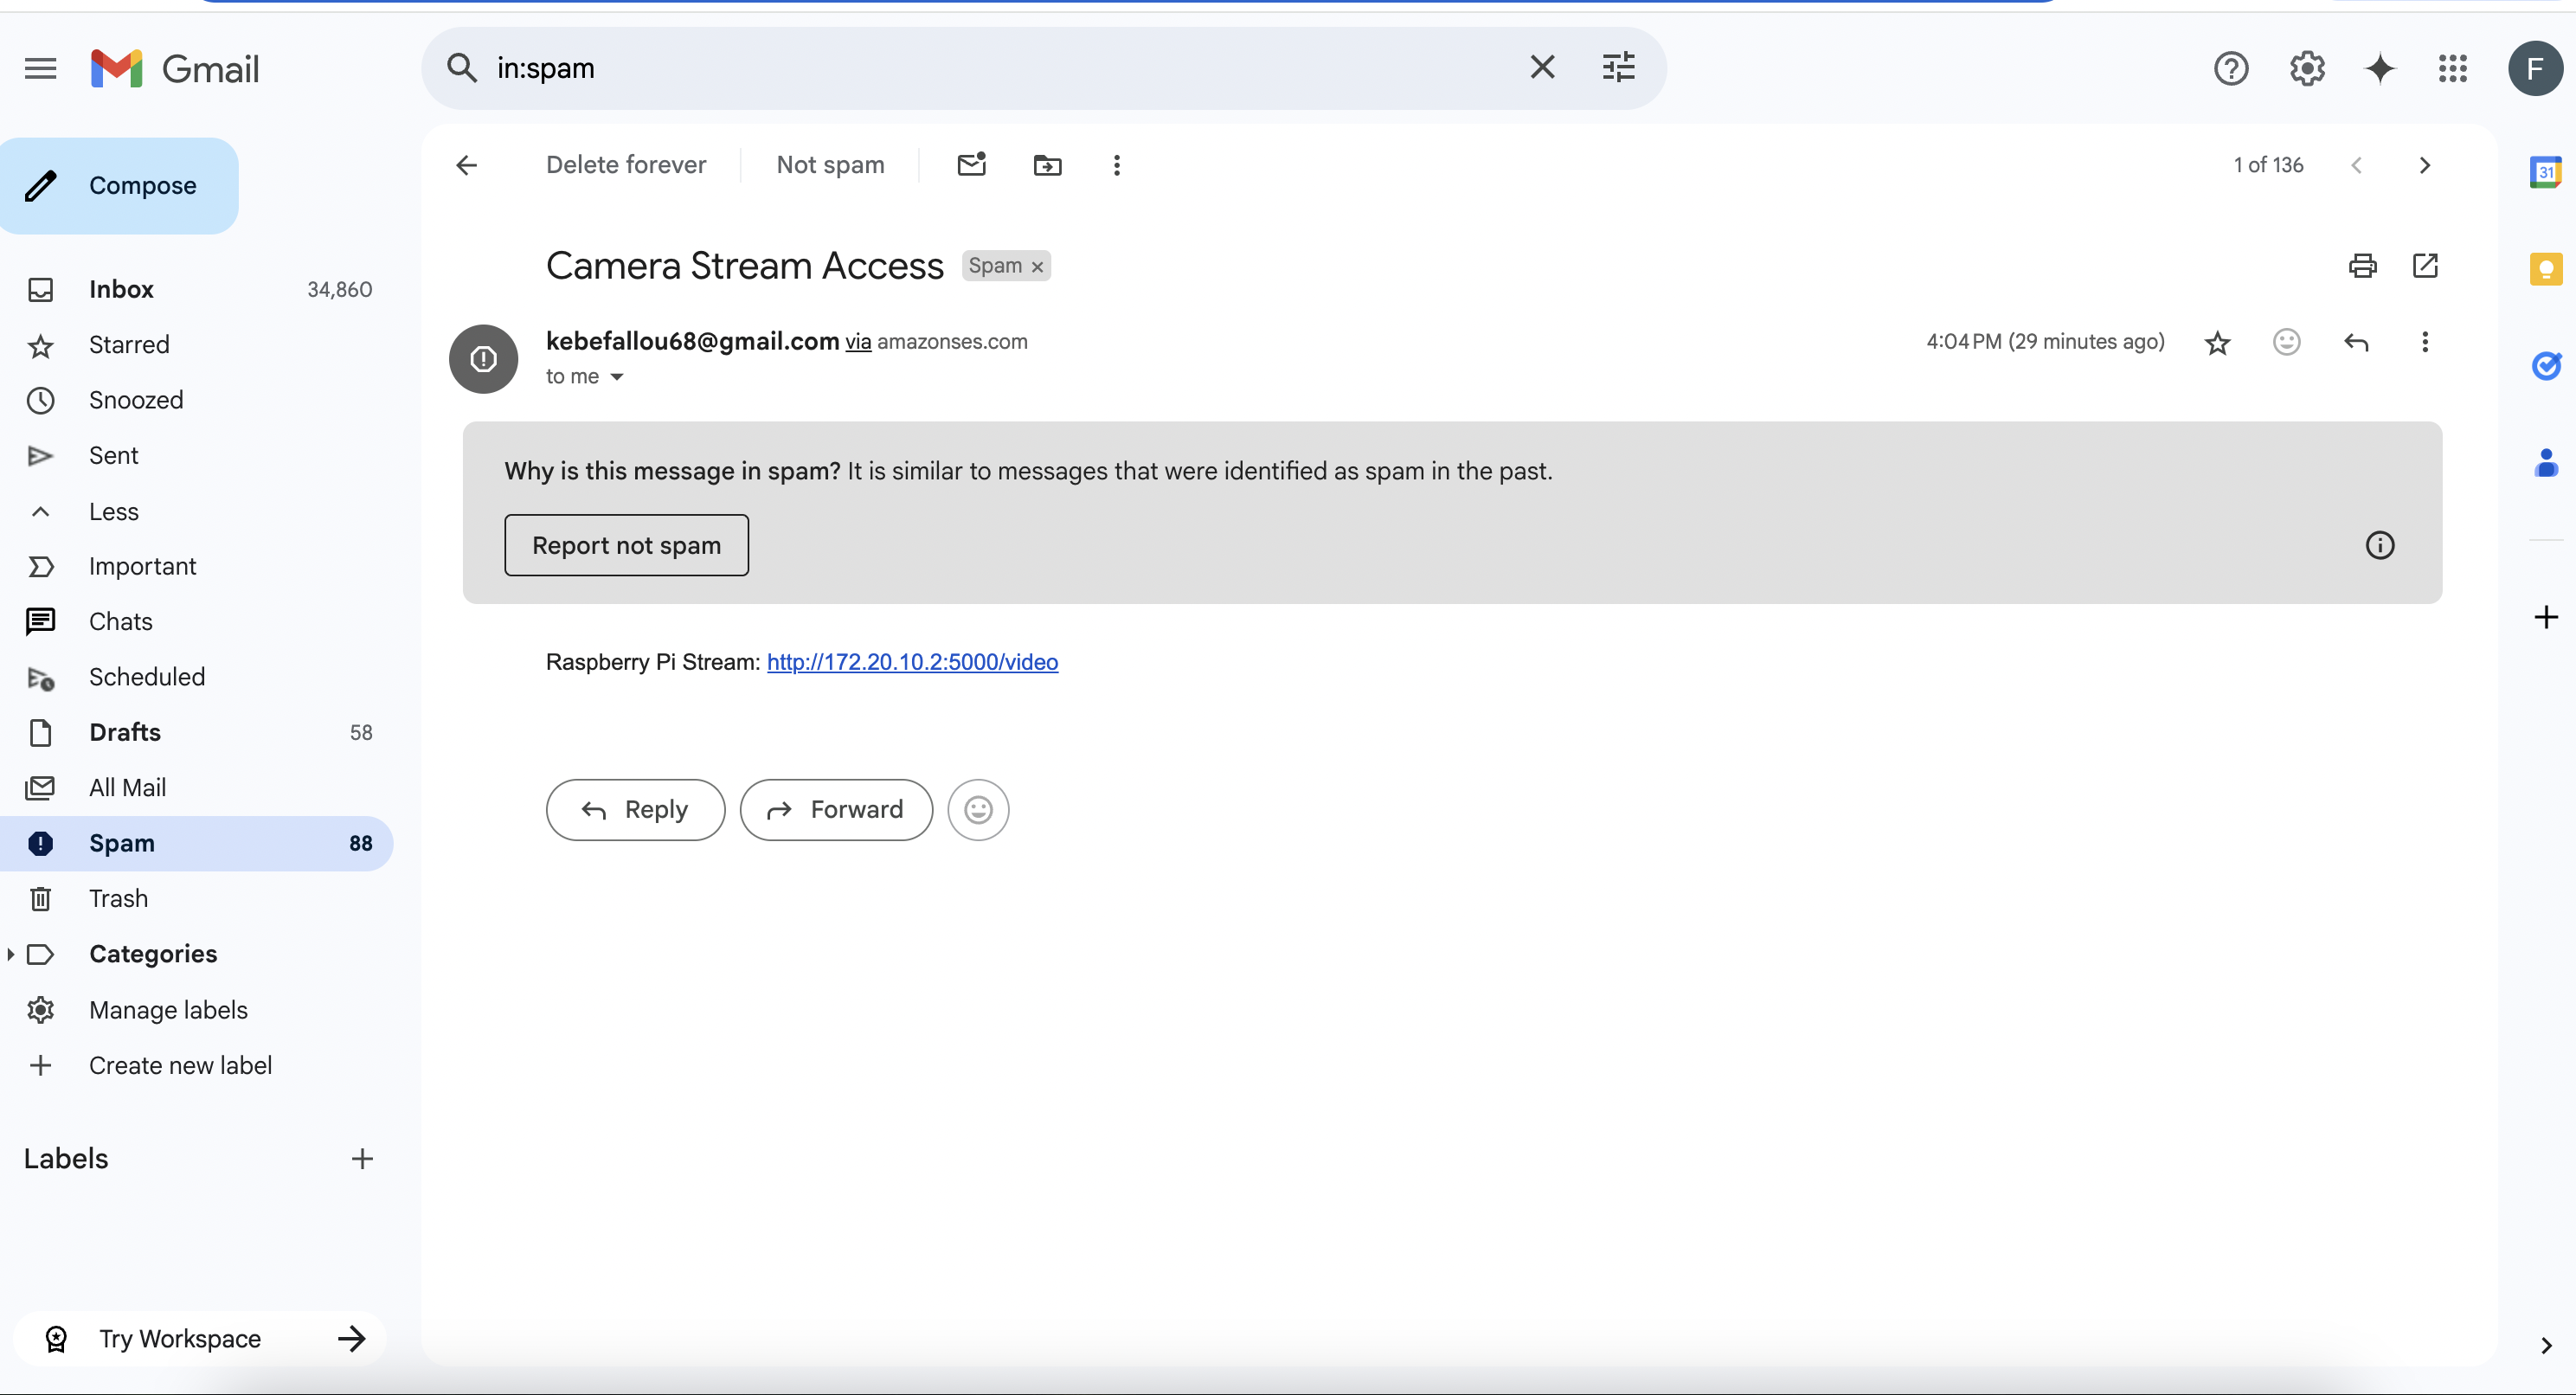 Gmail
in:spam
F
Compose
Delete forever
Not spam
1 of 136
31
Camera Stream Access
Spam ×
Inbox 34,860
Starred
Snoozed
Sent
Less
Important
Chats
Scheduled
Drafts 58
All Mail
Spam 88
Trash
Categories
Manage labels
Create new label
Labels
Try Workspace
kebefallou68@gmail.com via amazonses.com
4:04 PM (29 minutes ago)
to me
Why is this message in spam? It is similar to messages that were identified as spam in the past.
Report not spam
Raspberry Pi Stream: http://172.20.10.2:5000/video
Reply
Forward